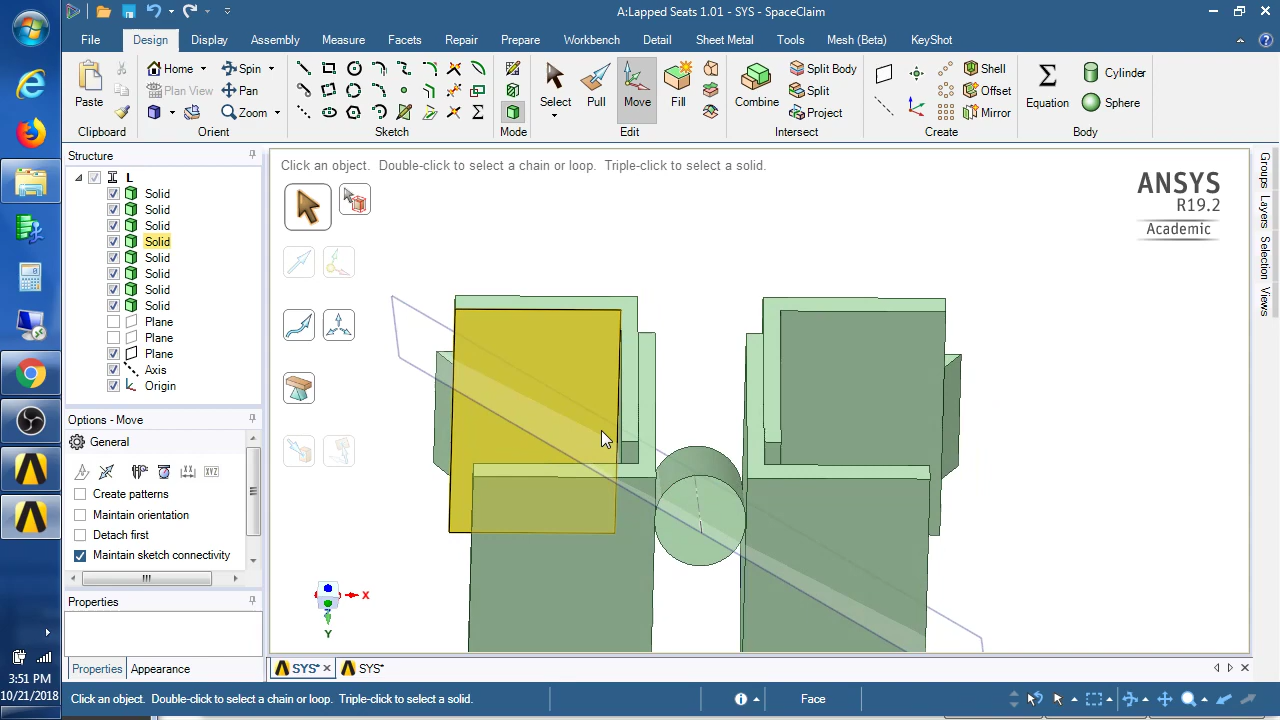 A:Lapped Seats 1.01 - SYS - SpaceClaim
File Design Display Assembly Measure Facets Repair Prepare Workbench Detail Sheet Metal Tools Mesh (Beta) KeyShot
Paste
Home Spin
Plan View Pan
Zoom
Select Pull Move Fill
Combine
Split Body
Split
Project
Shell
Offset
Mirror
Equation
Cylinder
Sphere
Clipboard Orient Sketch Mode Edit Intersect Create Body
Structure
L
Solid
Solid
Solid
Solid
Solid
Solid
Solid
Solid
Plane
Plane
Plane
Axis
Origin
Options - Move
General
XYZ
Create patterns
Maintain orientation
Detach first
Maintain sketch connectivity
Properties
Properties Appearance
Click an object. Double-click to select a chain or loop. Triple-click to select a solid.
ANSYS
R19.2
Academic
Groups
Layers
Selection
Views
X
Z
Y
SYS* SYS*
Click an object. Double-click to select a chain or loop. Triple-click to select a solid. Face
3:51 PM
10/21/2018